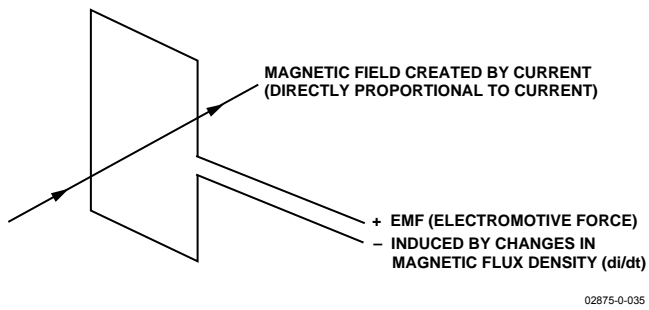 MAGNETIC FIELD CREATED BY CURRENT
(DIRECTLY PROPORTIONAL TO CURRENT)
+ EMF (ELECTROMOTIVE FORCE)
– INDUCED BY CHANGES IN
MAGNETIC FLUX DENSITY (di/dt)
02875-0-035